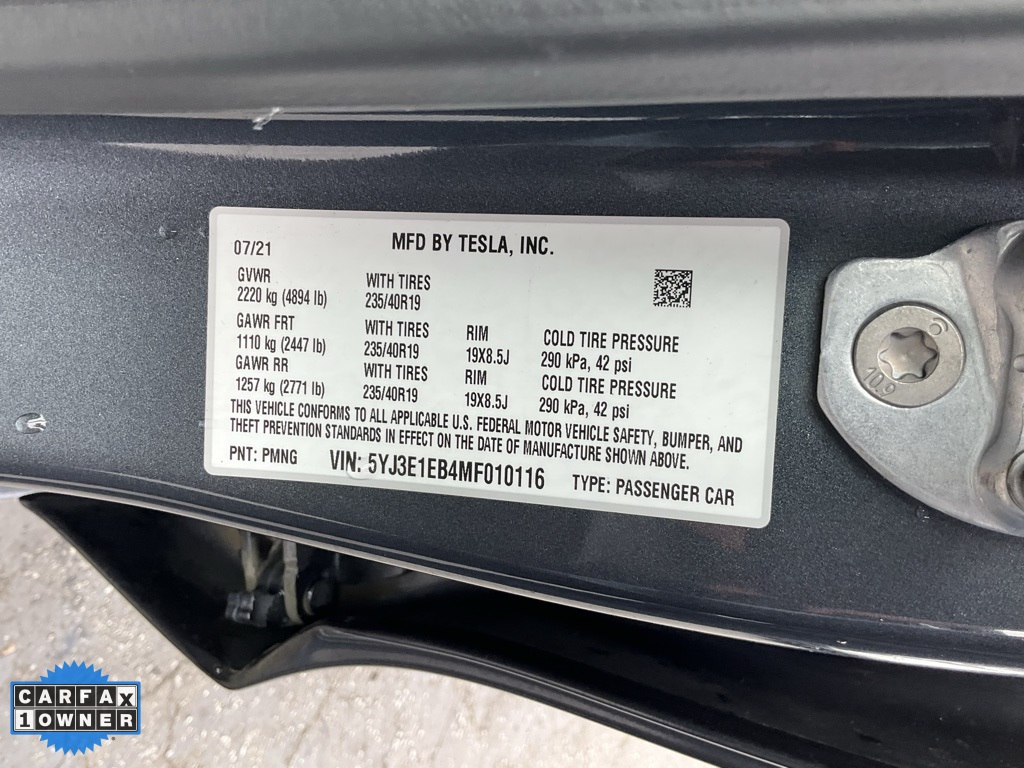 07/21 MFD BY TESLA, INC.
GVWR WITH TIRES
2220 kg (4894 lb) 235/40R19
GAWR FRT WITH TIRES RIM COLD TIRE PRESSURE
1110 kg (2447 lb) 235/40R19 19X8.5J 290 kPa, 42 psi
GAWR RR WITH TIRES RIM COLD TIRE PRESSURE
1257 kg (2771 lb) 235/40R19 19X8.5J 290 kPa, 42 psi
THIS VEHICLE CONFORMS TO ALL APPLICABLE U.S. FEDERAL MOTOR VEHICLE SAFETY, BUMPER, AND
THEFT PREVENTION STANDARDS IN EFFECT ON THE DATE OF MANUFACTURE SHOWN ABOVE.
PNT: PMNG VIN: 5YJ3E1EB4MF010116 TYPE: PASSENGER CAR
10.9
CARFAX
1 OWNER